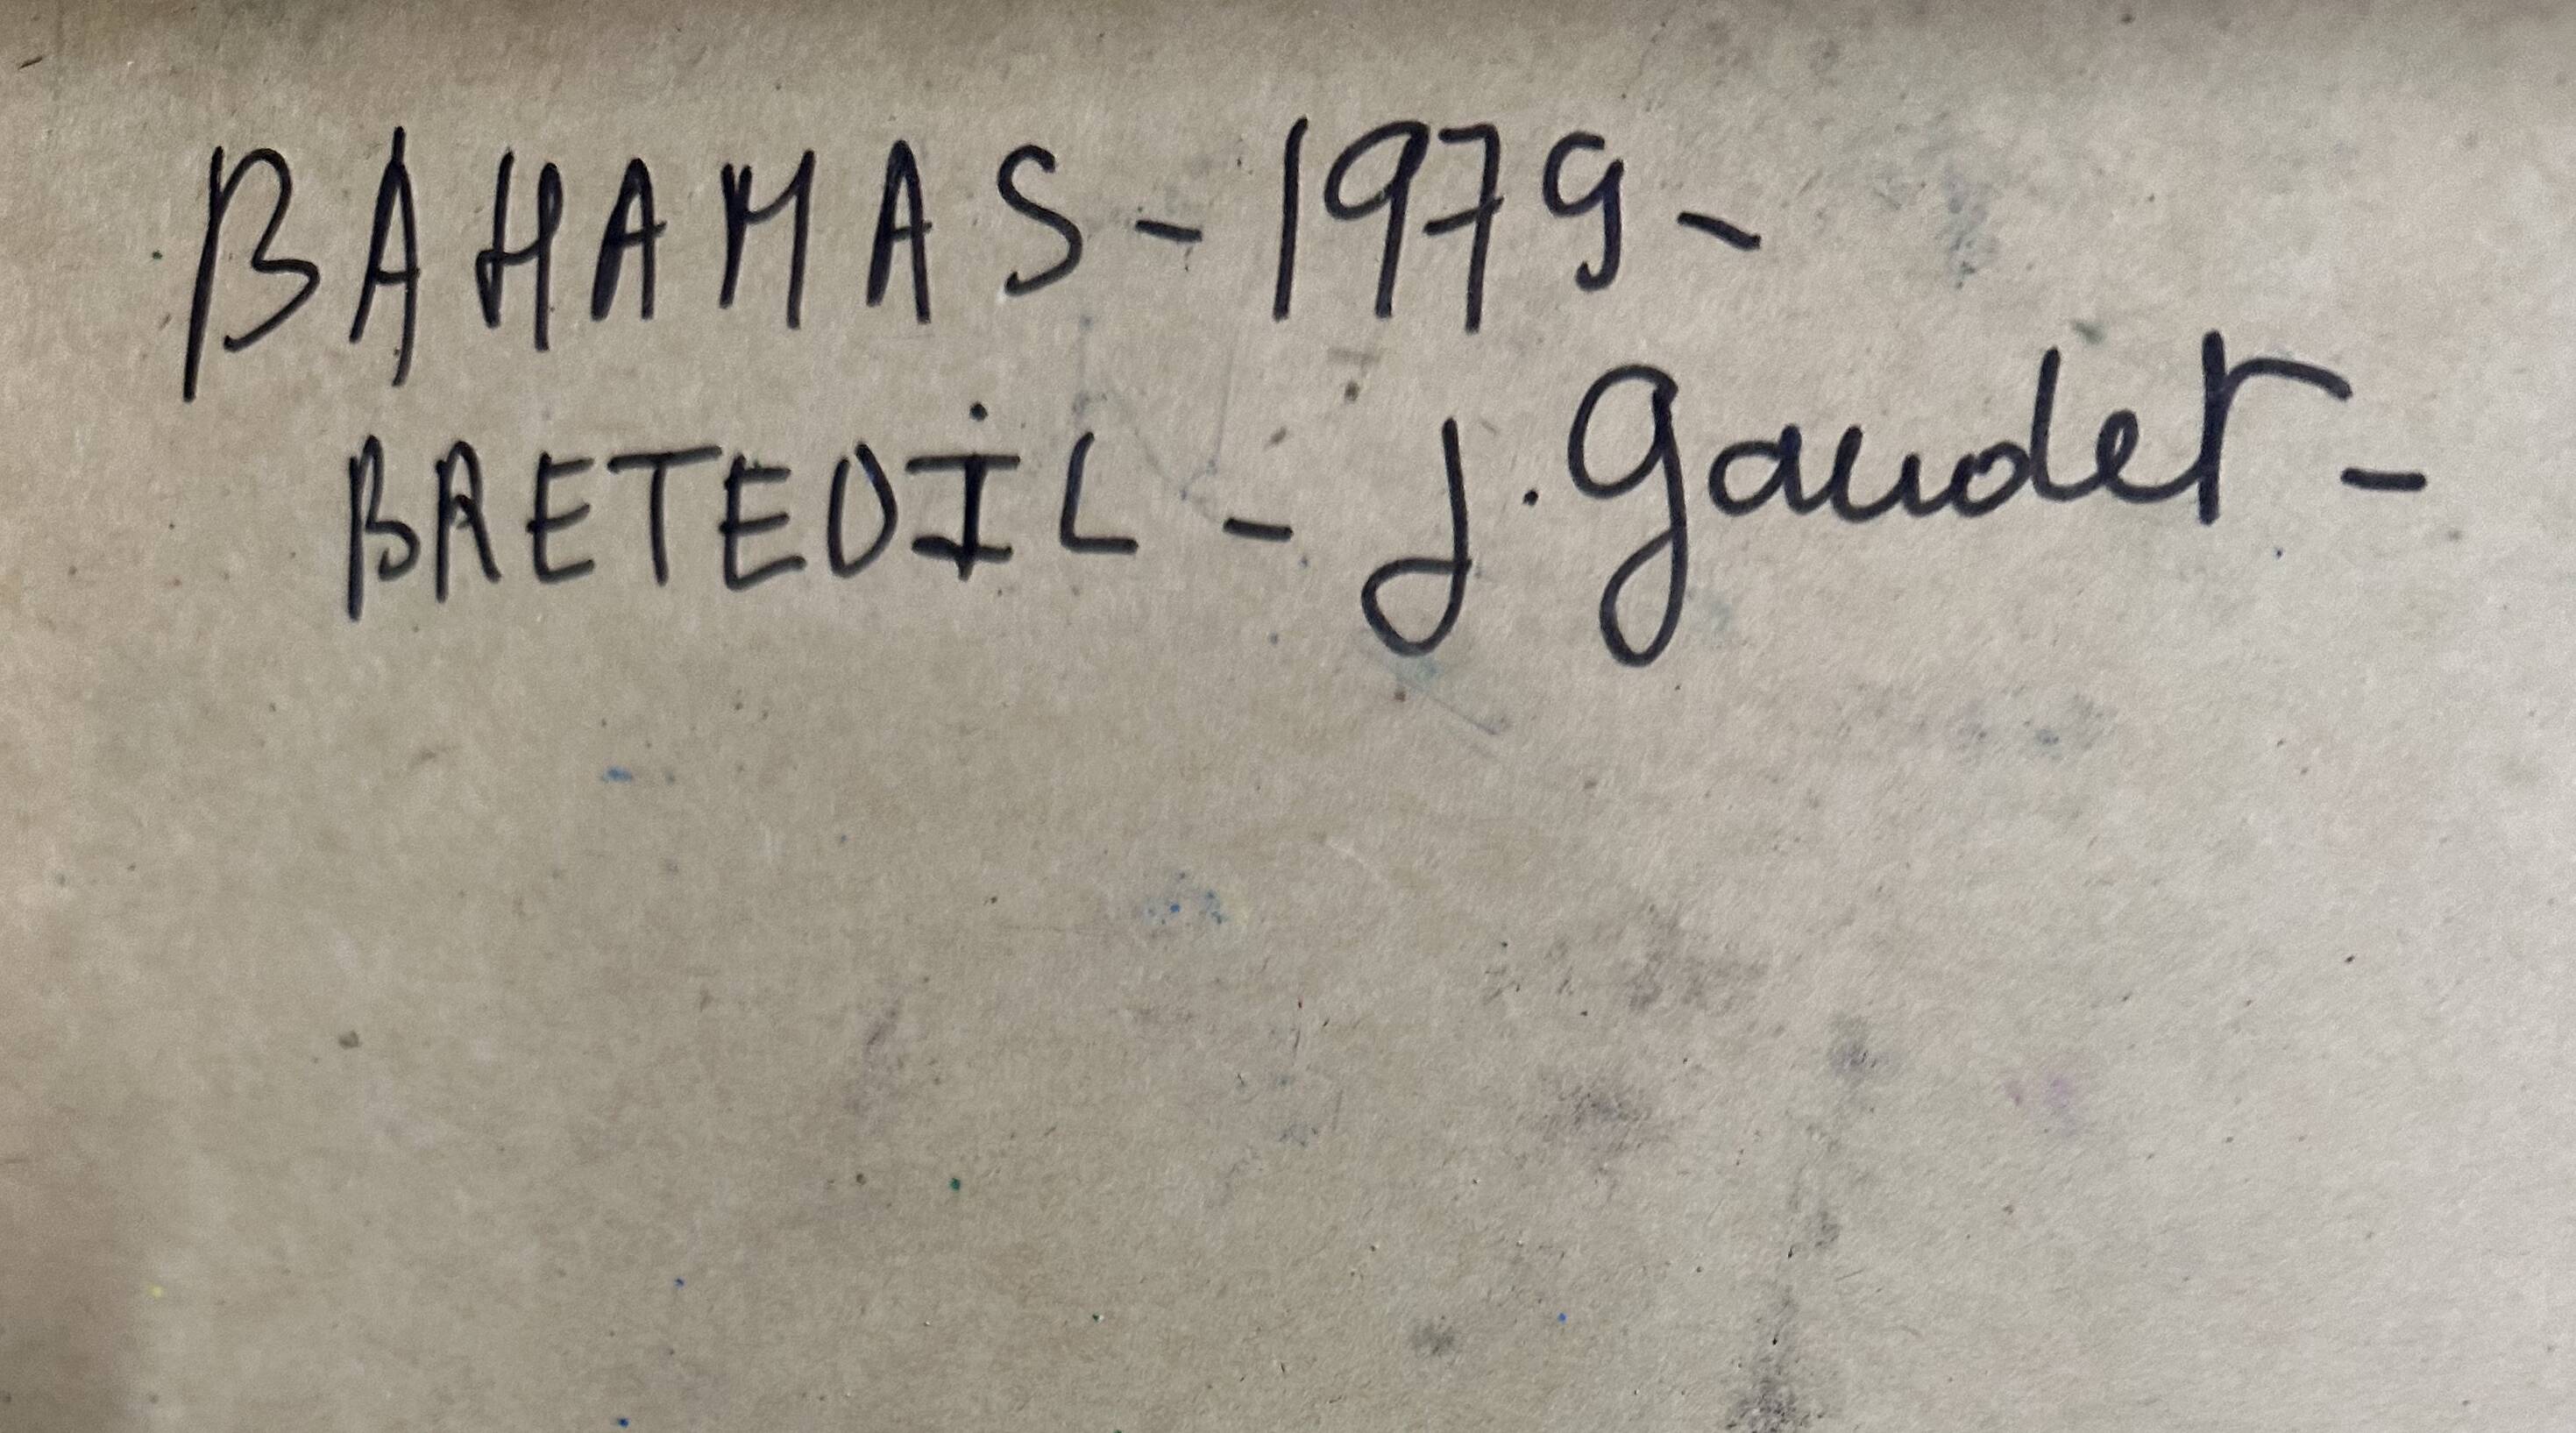 BAHAMAS - 1979 -
BRETEUIL - J. Gaudet -